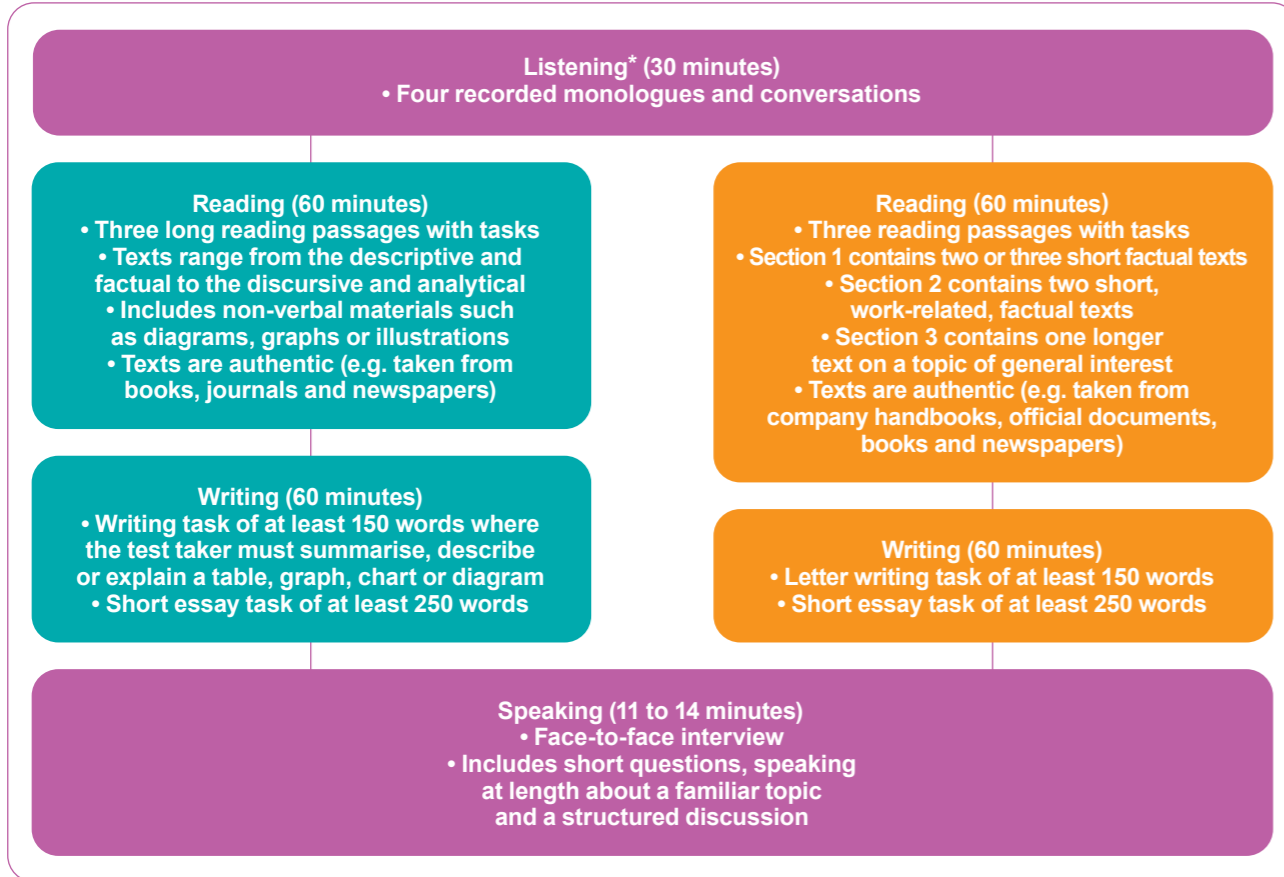 Listening* (30 minutes)
• Four recorded monologues and conversations
Reading (60 minutes)
• Three long reading passages with tasks
• Texts range from the descriptive and
factual to the discursive and analytical
• Includes non-verbal materials such
as diagrams, graphs or illustrations
• Texts are authentic (e.g. taken from
books, journals and newspapers)
Writing (60 minutes)
• Writing task of at least 150 words where
the test taker must summarise, describe
or explain a table, graph, chart or diagram
• Short essay task of at least 250 words
Reading (60 minutes)
• Three reading passages with tasks
• Section 1 contains two or three short factual texts
• Section 2 contains two short,
work-related, factual texts
• Section 3 contains one longer
text on a topic of general interest
• Texts are authentic (e.g. taken from
company handbooks, official documents,
books and newspapers)
Writing (60 minutes)
• Letter writing task of at least 150 words
• Short essay task of at least 250 words
Speaking (11 to 14 minutes)
• Face-to-face interview
• Includes short questions, speaking
at length about a familiar topic
and a structured discussion